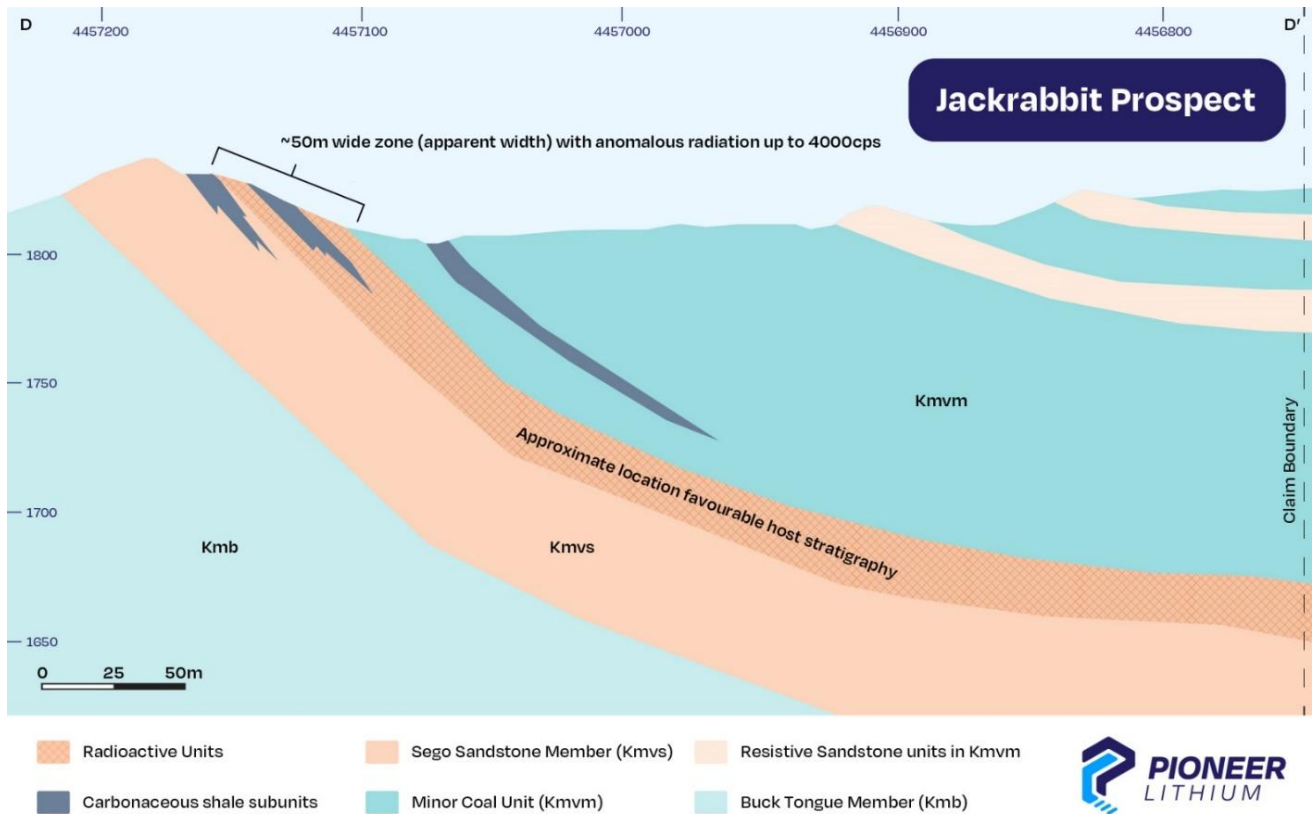 D
4457200
4457100
4457000
4456900
4456800
D'
Jackrabbit Prospect
~50m wide zone (apparent width) with anomalous radiation up to 4000cps
1800
1750
1700
1650
Kmvm
Approximate location favourable host stratigraphy
Kmb
Kmvs
Claim Boundary
0 25 50m
Radioactive Units
Sego Sandstone Member (Kmvs)
Resistive Sandstone units in Kmvm
Carbonaceous shale subunits
Minor Coal Unit (Kmvm)
Buck Tongue Member (Kmb)
PIONEER
LITHIUM